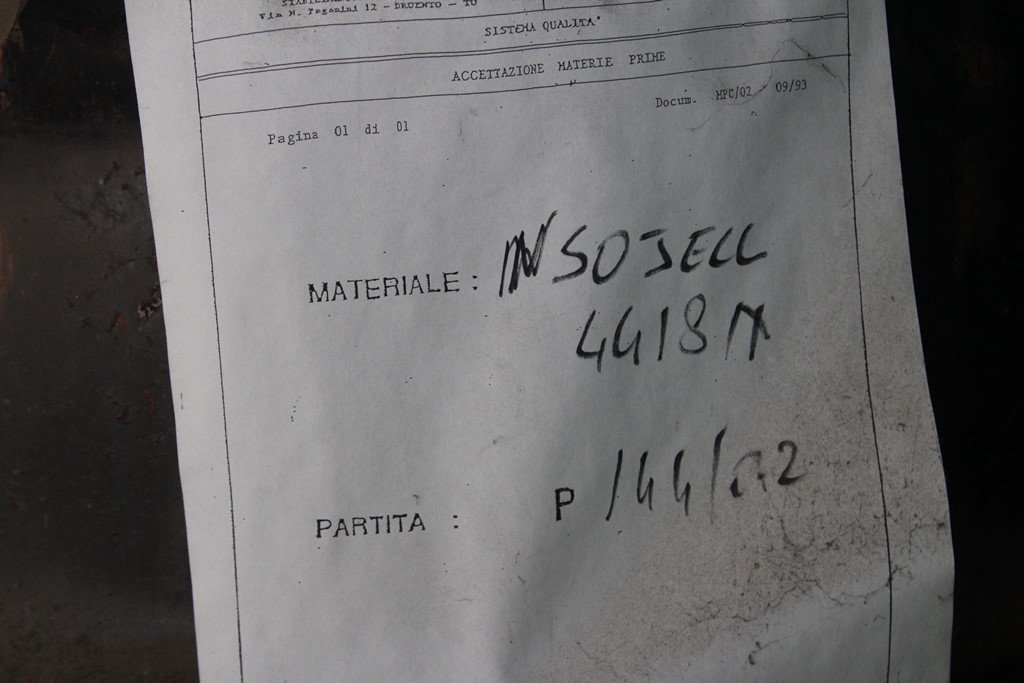 Via N. Paganini 12 - DRUENTO - TO
SISTEMA QUALITA'
ACCETTAZIONE MATERIE PRIME
Docum. MPC/02 09/93
Pagina 01 di 01
MATERIALE : INSOJELL
4418M
PARTITA : P 144/02